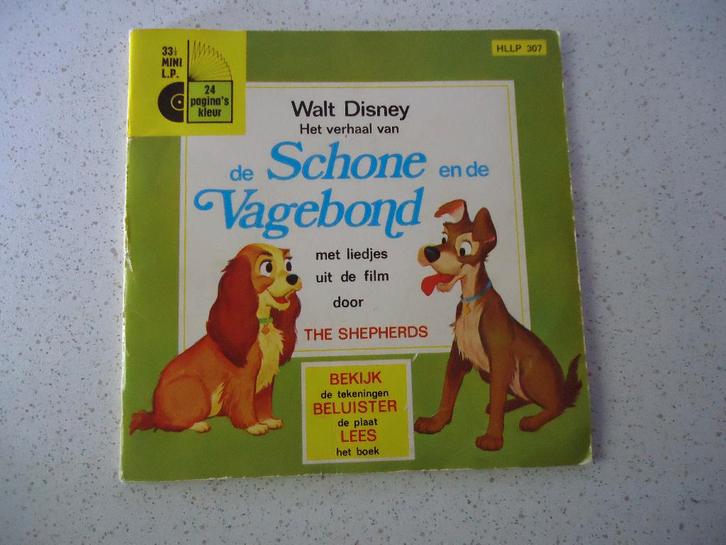 33⅓
MINI
L.P.
24
pagina's
kleur
HLLP 307
Walt Disney
Het verhaal van
de Schone en de
Vagebond
met liedjes
uit de film
door
THE SHEPHERDS
BEKIJK
de tekeningen
BELUISTER
de plaat
LEES
het boek